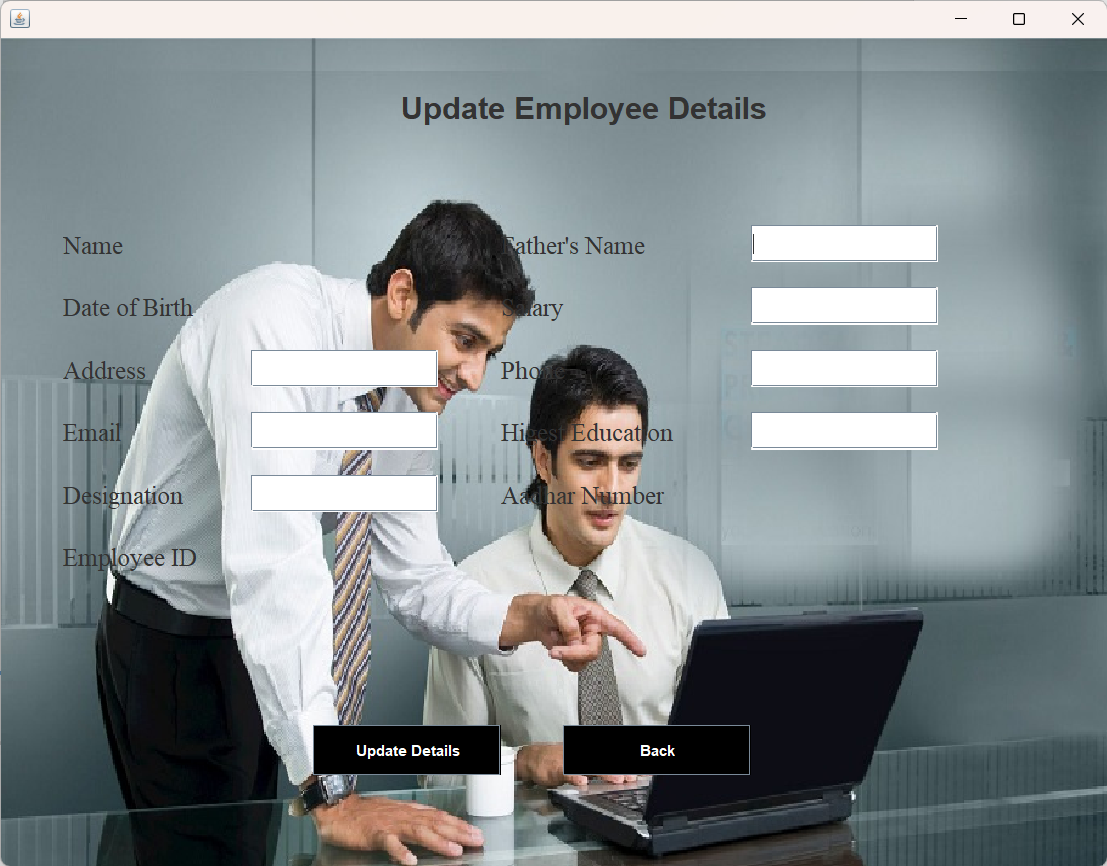 Update Employee Details
Name Father's Name
Date of Birth Salary
Address Phone
Email Higest Education
Designation Aadhar Number
Employee ID
Update Details Back